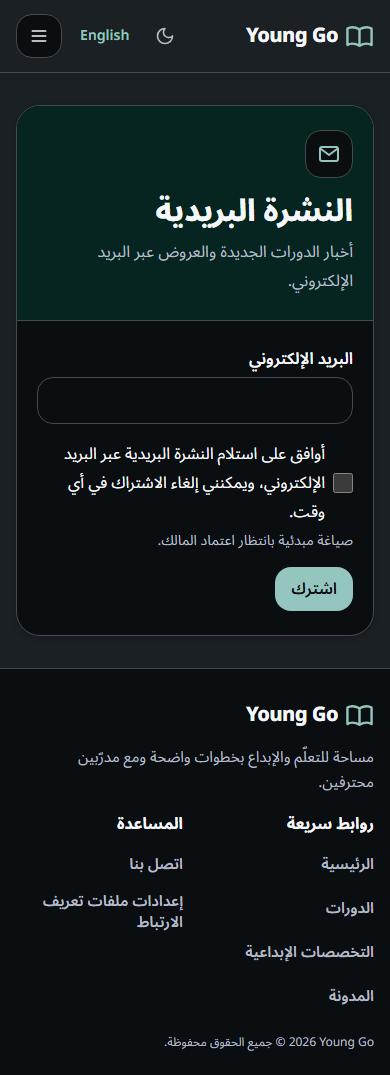 Young Go
English
النشرة البريدية
أخبار الدورات الجديدة والعروض عبر البريد
الإلكتروني.
البريد الإلكتروني
أوافق على استلام النشرة البريدية عبر البريد
الإلكتروني، ويمكنني إلغاء الاشتراك في أي
وقت.
صياغة مبدئية بانتظار اعتماد المالك.
اشترك
Young Go
مساحة للتعلّم والإبداع بخطوات واضحة ومع مدرّبين
محترفين.
روابط سريعة
الرئيسية
الدورات
التخصصات الإبداعية
المدونة
المساعدة
اتصل بنا
إعدادات ملفات تعريف
الارتباط
Young Go 2026 © جميع الحقوق محفوظة.